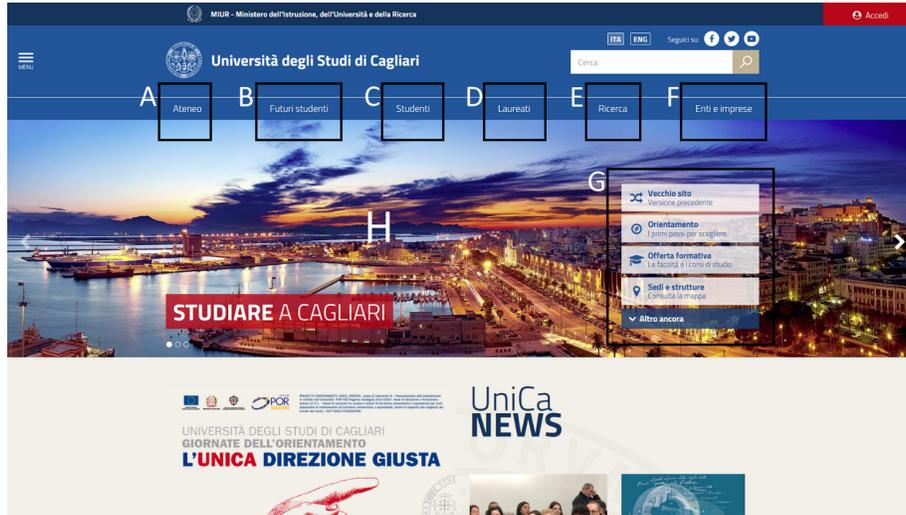 MIUR - Ministero dell'Istruzione, dell'Università e della Ricerca
Accedi
ITA ENG Seguici su
MENU
Università degli Studi di Cagliari
Cerca
A Ateneo B Futuri studenti C Studenti D Laureati E Ricerca F Enti e imprese
G
Vecchio sito
Versione precedente
H
Orientamento
I primi passi per scegliere
Offerta formativa
Le facoltà e i corsi di studio
Sedi e strutture
Consulta la mappa
STUDIARE A CAGLIARI
Altro ancora
POR
UniCa
NEWS
UNIVERSITÀ DEGLI STUDI DI CAGLIARI
GIORNATE DELL'ORIENTAMENTO
L'UNICA DIREZIONE GIUSTA